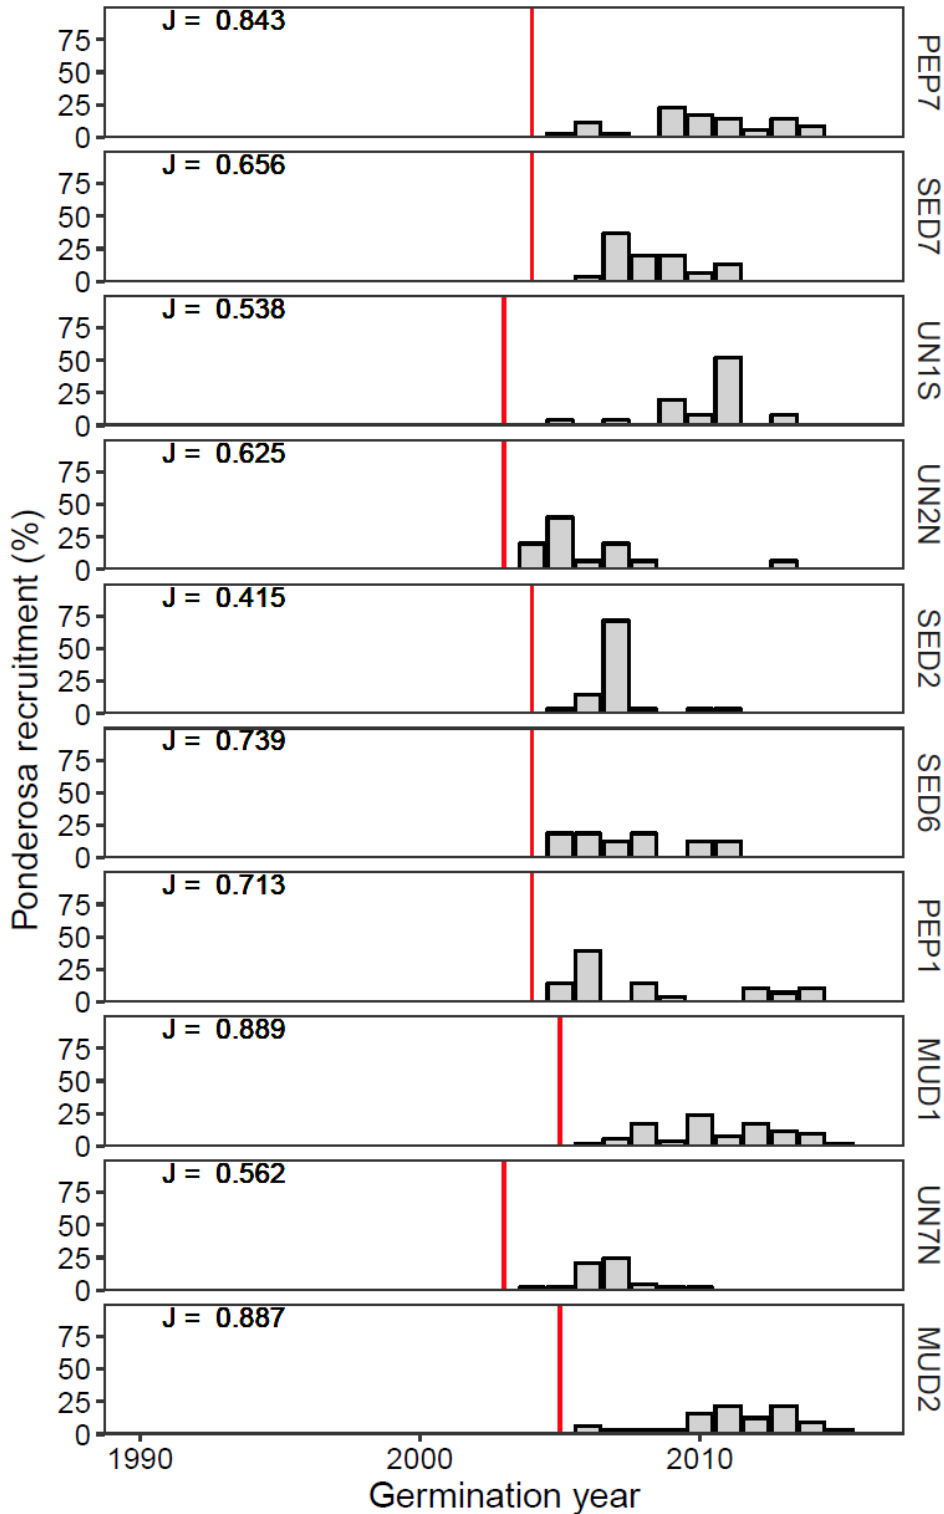 J = 0.843
75
50
25
0
PEP7
J = 0.656
75
50
25
0
SED7
J = 0.538
75
50
25
0
UN1S
J = 0.625
75
50
25
0
UN2N
J = 0.415
75
50
25
0
SED2
J = 0.739
75
50
25
0
SED6
J = 0.713
75
50
25
0
PEP1
J = 0.889
75
50
25
0
MUD1
J = 0.562
75
50
25
0
UN7N
J = 0.887
75
50
25
0
MUD2
Ponderosa recruitment (%)
1990 2000 2010
Germination year